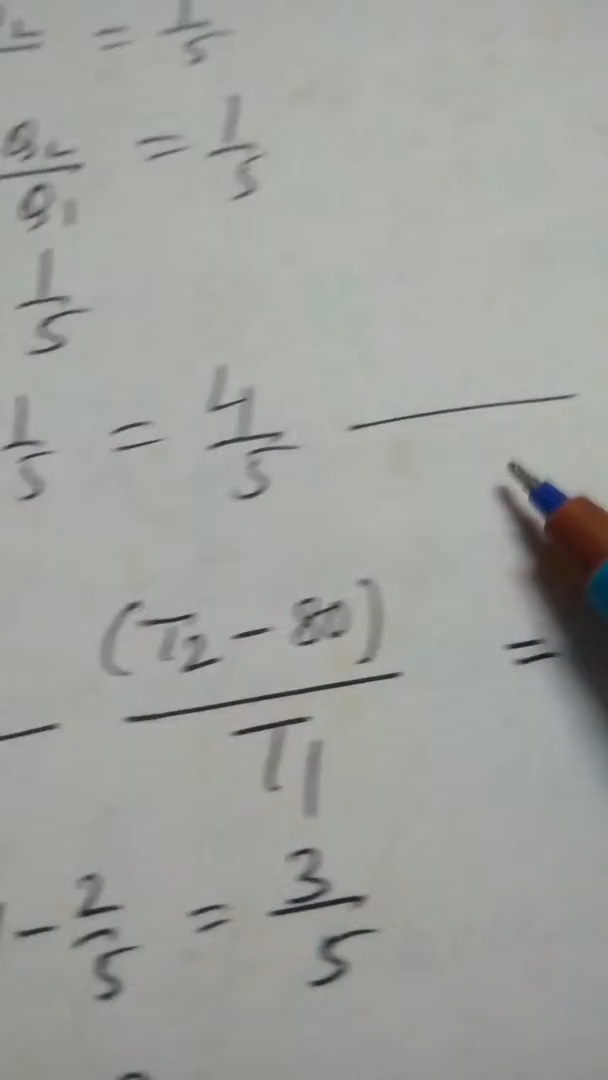 = 1/5
Q₂/Q₁ = 1/5
1/5
1/5 = 4/5 —
- (T₂ - 80)/T₁ =
- 2/5 = 3/5